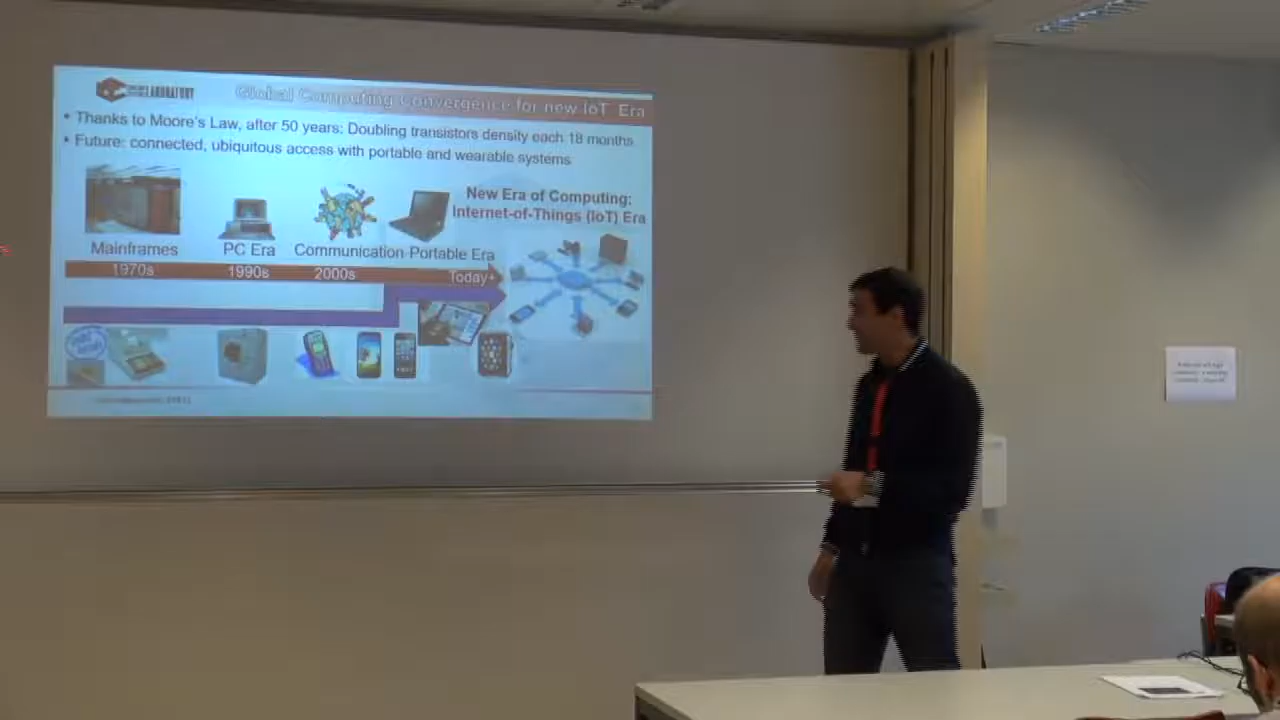 LABORATORY
Global Computing Convergence for new IoT Era
• Thanks to Moore's Law, after 50 years: Doubling transistors density each 18 months
• Future: connected, ubiquitous access with portable and wearable systems
New Era of Computing:
Internet-of-Things (IoT) Era
Mainframes PC Era Communication-Portable Era
1970s 1990s 2000s Today+